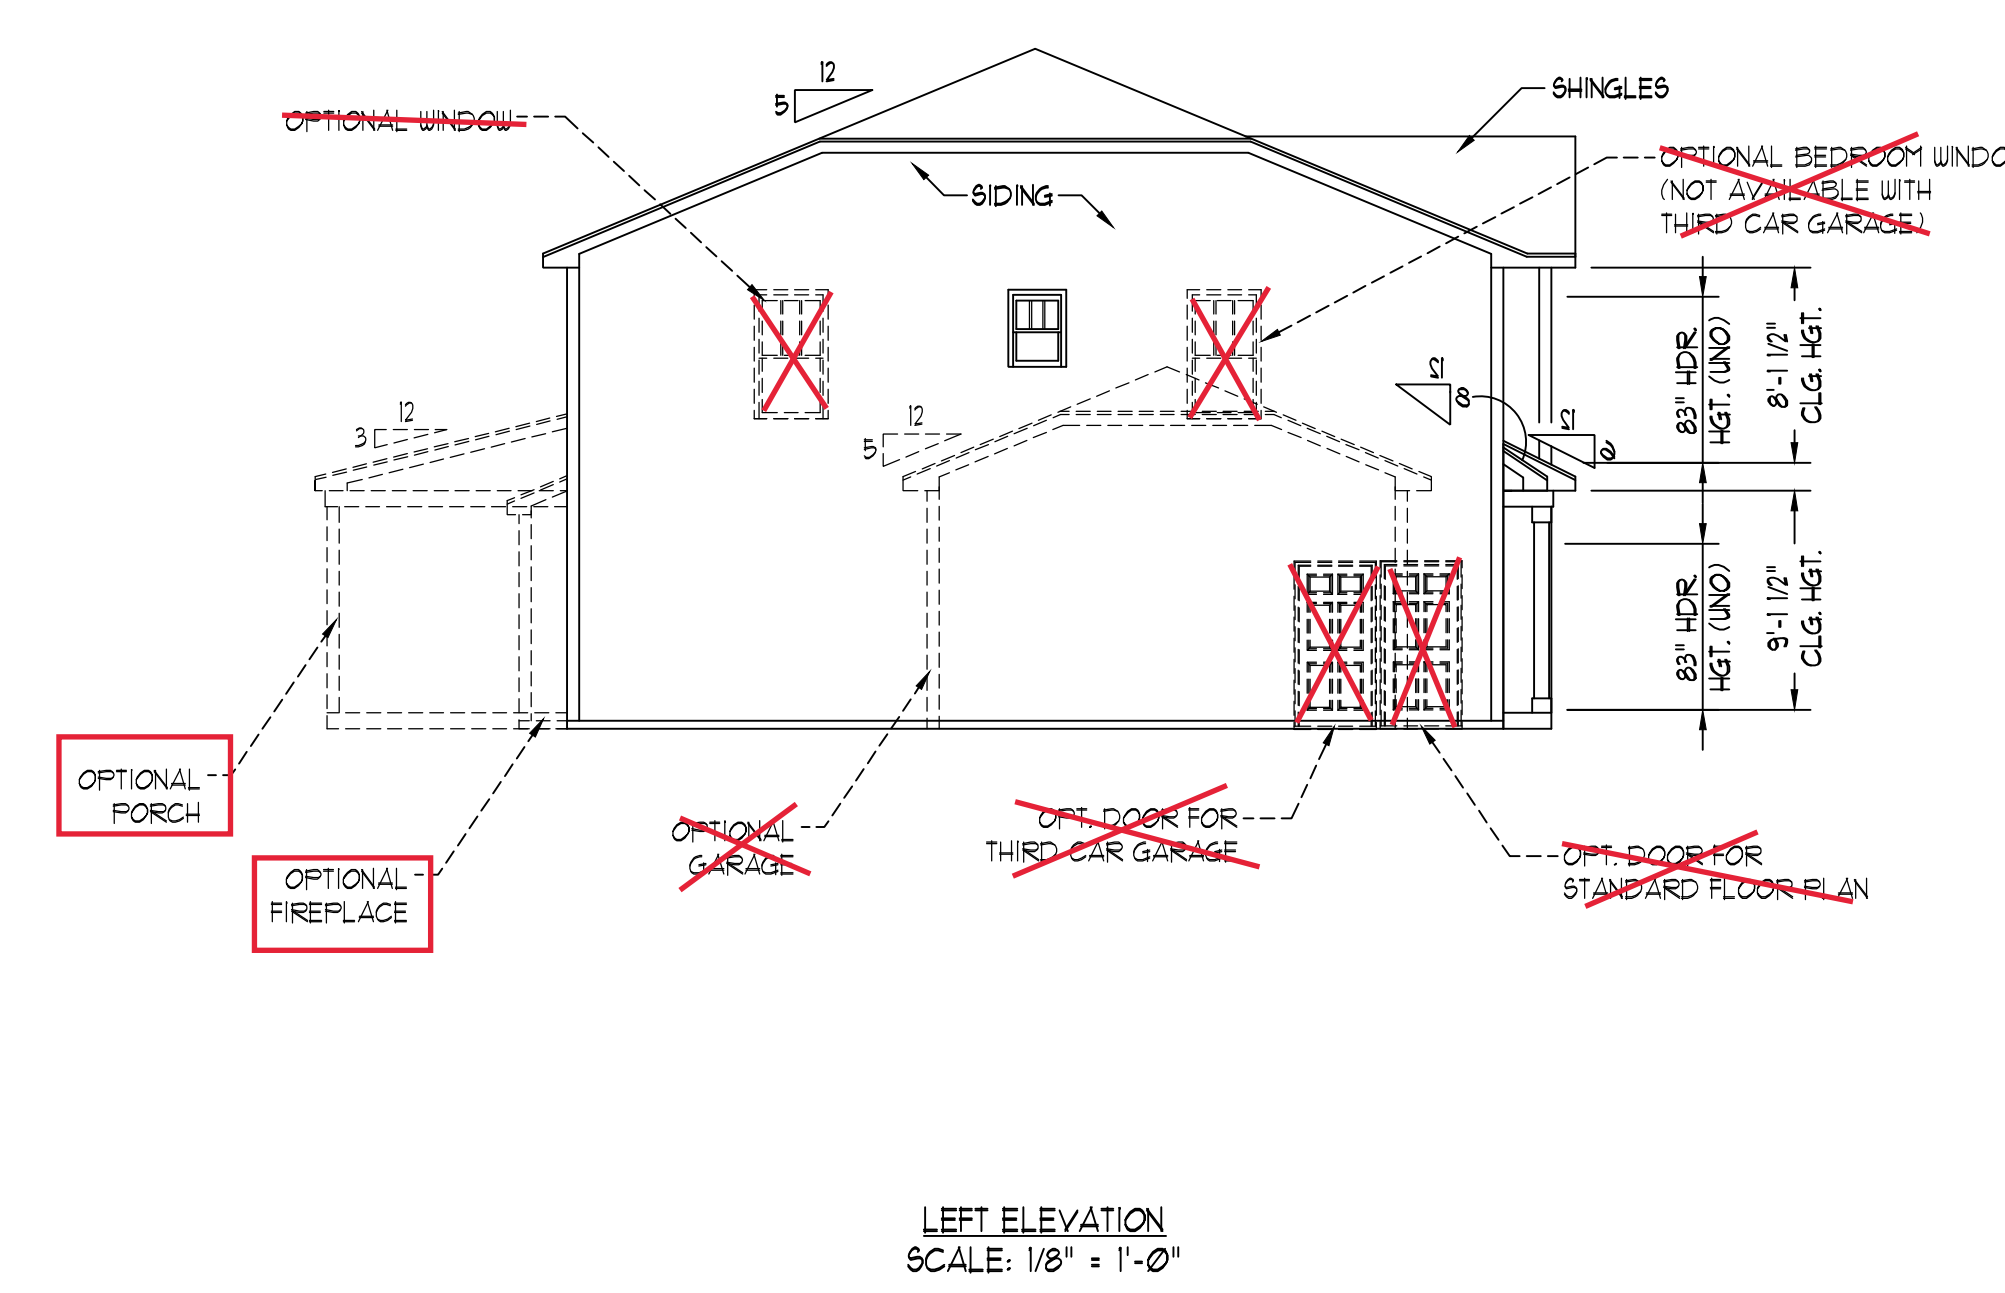 12
5
SHINGLES
OPTIONAL WINDOW
OPTIONAL BEDROOM WINDO
(NOT AVAILABLE WITH
THIRD CAR GARAGE)
SIDING
12
8
12
6
12
3
12
5
83" HDR.
HGT. (UNO)
8'-1 1/2"
CLG. HGT.
83" HDR.
HGT. (UNO)
9'-1 1/2"
CLG. HGT.
OPTIONAL
PORCH
OPTIONAL
FIREPLACE
OPTIONAL
GARAGE
OPT. DOOR FOR
THIRD CAR GARAGE
OPT. DOOR FOR
STANDARD FLOOR PLAN
LEFT ELEVATION
SCALE: 1/8" = 1'-0"